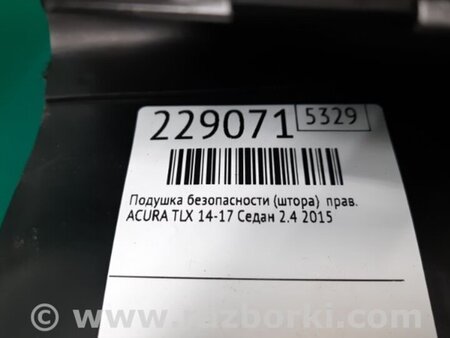 229071 5329
Подушка безопасности (штора) прав.
ACURA TLX 14-17 Седан 2.4 2015
© www.razborki.com